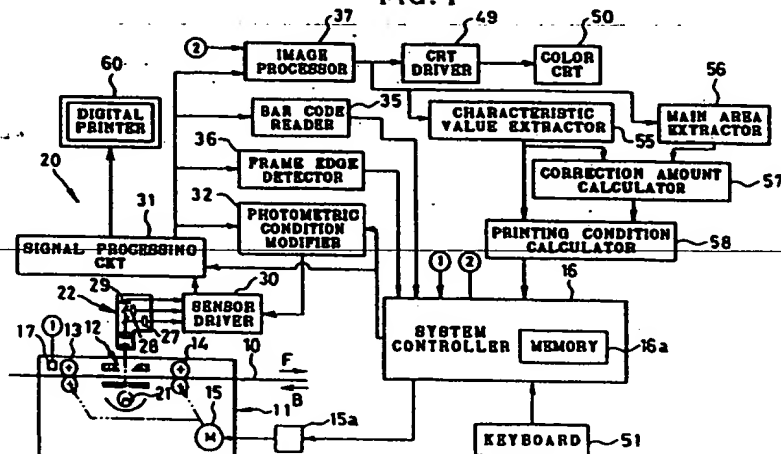 FIG. 1
37
49
50
2
IMAGE PROCESSOR
CRT DRIVER
COLOR CRT
60
56
DIGITAL PRINTER
35
BAR CODE READER
CHARACTERISTIC VALUE EXTRACTOR
55
MAIN AREA EXTRACTOR
36
20
FRAME EDGE DETECTOR
CORRECTION AMOUNT CALCULATOR
57
32
31
PHOTOMETRIC CONDITION MODIFIER
PRINTING CONDITION CALCULATOR
58
SIGNAL PROCESSING CKT
1
2
16
30
29
22
SENSOR DRIVER
27
28
SYSTEM CONTROLLER
MEMORY
16a
1
17
13
12
14
10
F
B
21
11
15
M
15a
KEYBOARD
51